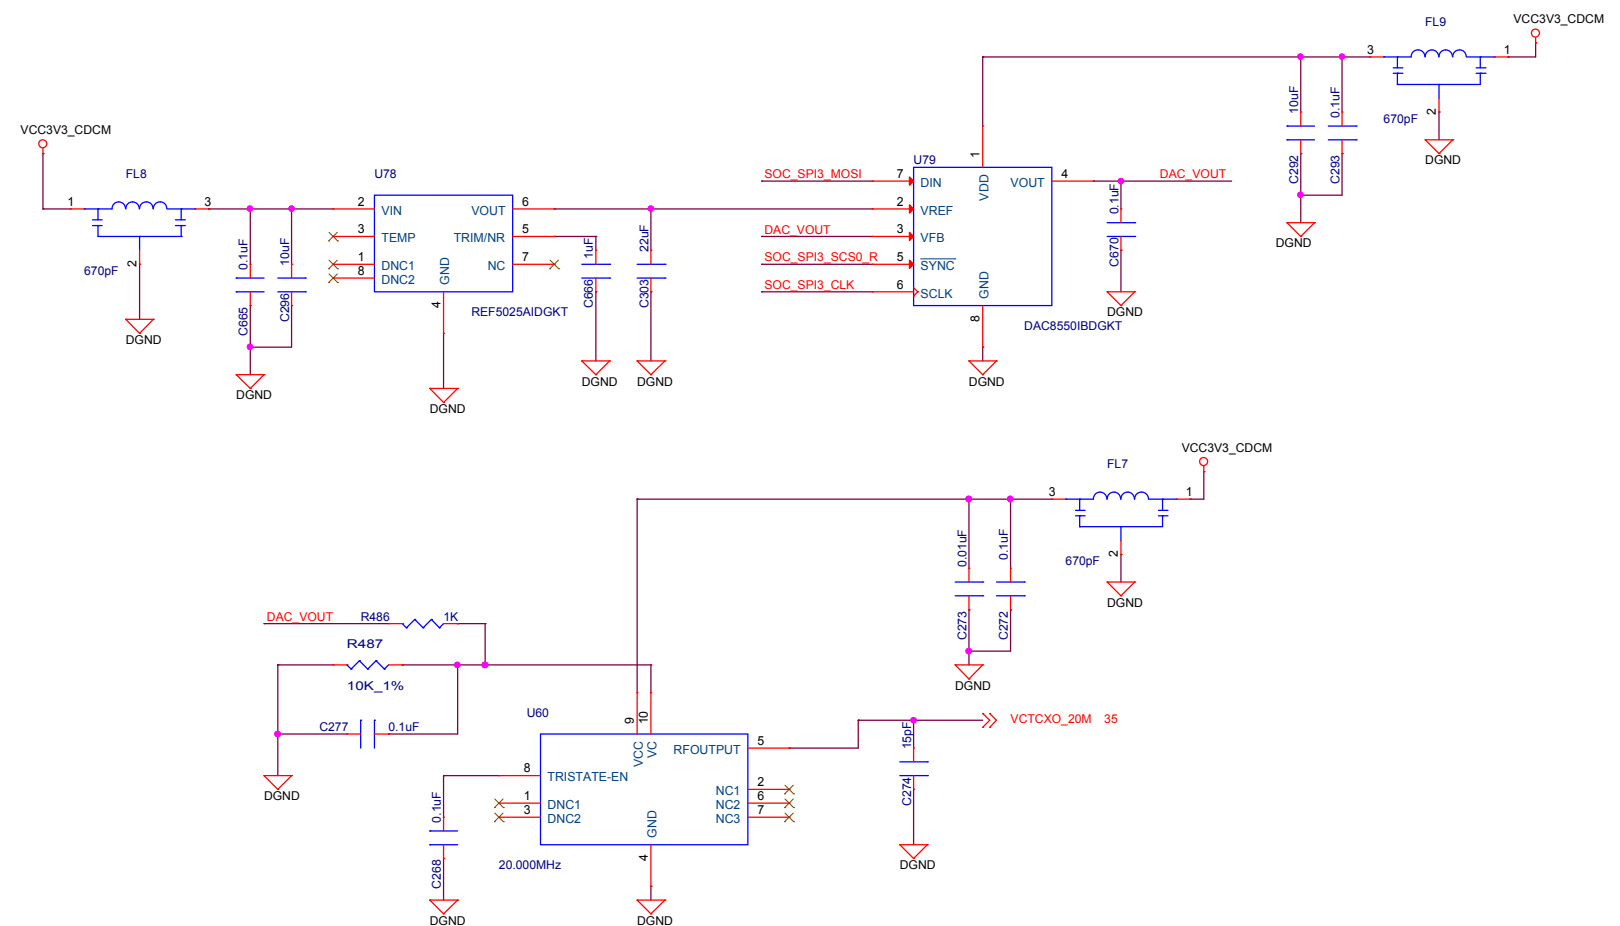 FL9
VCC3V3_CDCM
3
1
10uF
0.1uF
670pF
2
C292
C293
DGND
DGND
VCC3V3_CDCM
FL8
1
3
2
670pF
DGND
0.1uF
10uF
C665
C296
DGND
U78
2
VIN
VOUT
6
3
TEMP
TRIM/NR
5
1
DNC1
NC
7
8
DNC2
GND
4
REF5025AIDGKT
DGND
1uF
C666
DGND
22uF
C303
DGND
U79
1
VDD
SOC_SPI3_MOSI
7
DIN
VOUT
4
DAC_VOUT
2
VREF
DAC_VOUT
3
VFB
SOC_SPI3_SCS0_R
5
SYNC
SOC_SPI3_CLK
6
SCLK
GND
8
DAC8550IBDGKT
DGND
0.1uF
C670
DGND
VCC3V3_CDCM
FL7
3
1
0.01uF
0.1uF
670pF
2
C273
C272
DGND
DGND
DAC_VOUT
R486
1K
R487
10K_1%
C277
0.1uF
DGND
U60
9
10
VCC
VC
RFOUTPUT
5
8
TRISTATE-EN
1
DNC1
3
DNC2
NC1
2
NC2
6
NC3
7
GND
4
20.000MHz
DGND
0.1uF
C268
DGND
VCTCXO_20M 35
15pF
C274
DGND